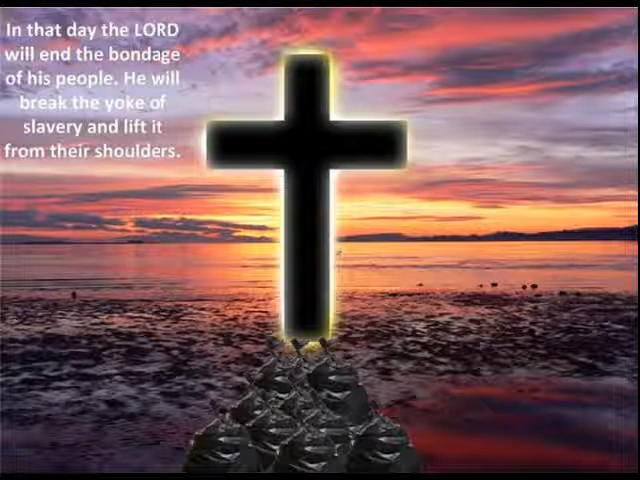 In that day the LORD
will end the bondage
of his people. He will
break the yoke of
slavery and lift it
from their shoulders.